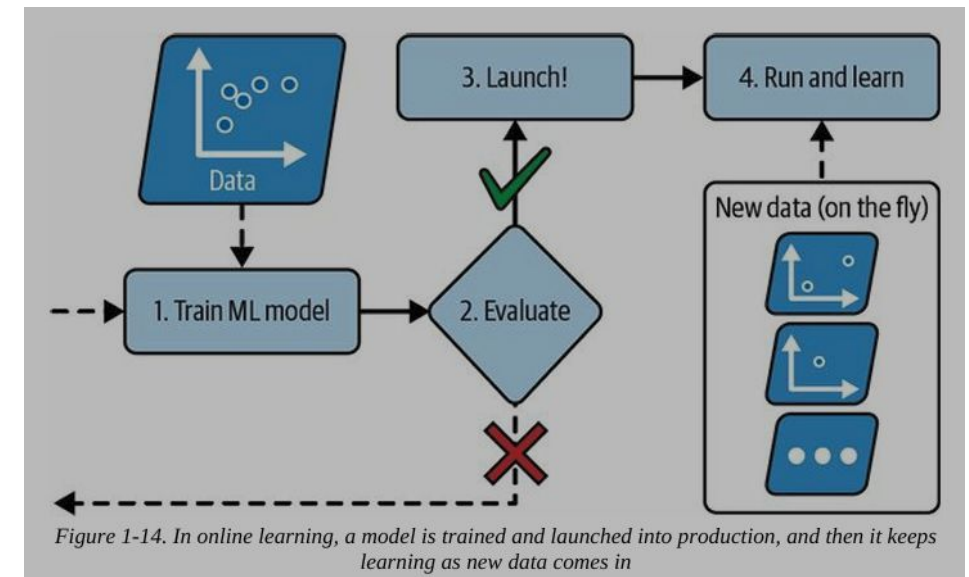 Data
1. Train ML model
2. Evaluate
3. Launch!
4. Run and learn
New data (on the fly)
Figure 1-14. In online learning, a model is trained and launched into production, and then it keeps
learning as new data comes in